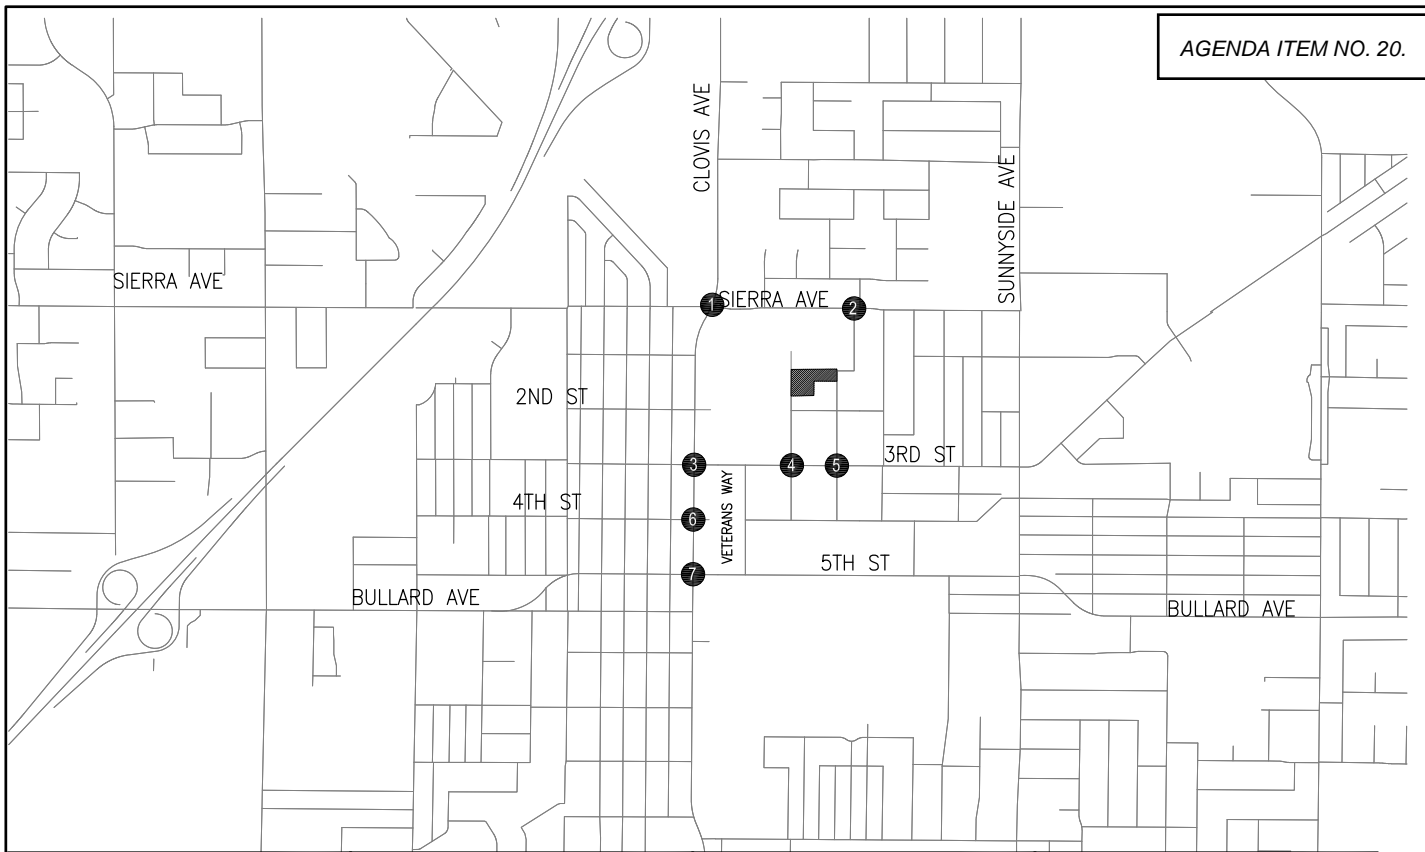 AGENDA ITEM NO. 20.
CLOVIS AVE
SUNNYSIDE AVE
SIERRA AVE
1
SIERRA AVE
2
2ND ST
3RD ST
3
4
5
4TH ST
VETERANS WAY
6
5TH ST
7
BULLARD AVE
BULLARD AVE